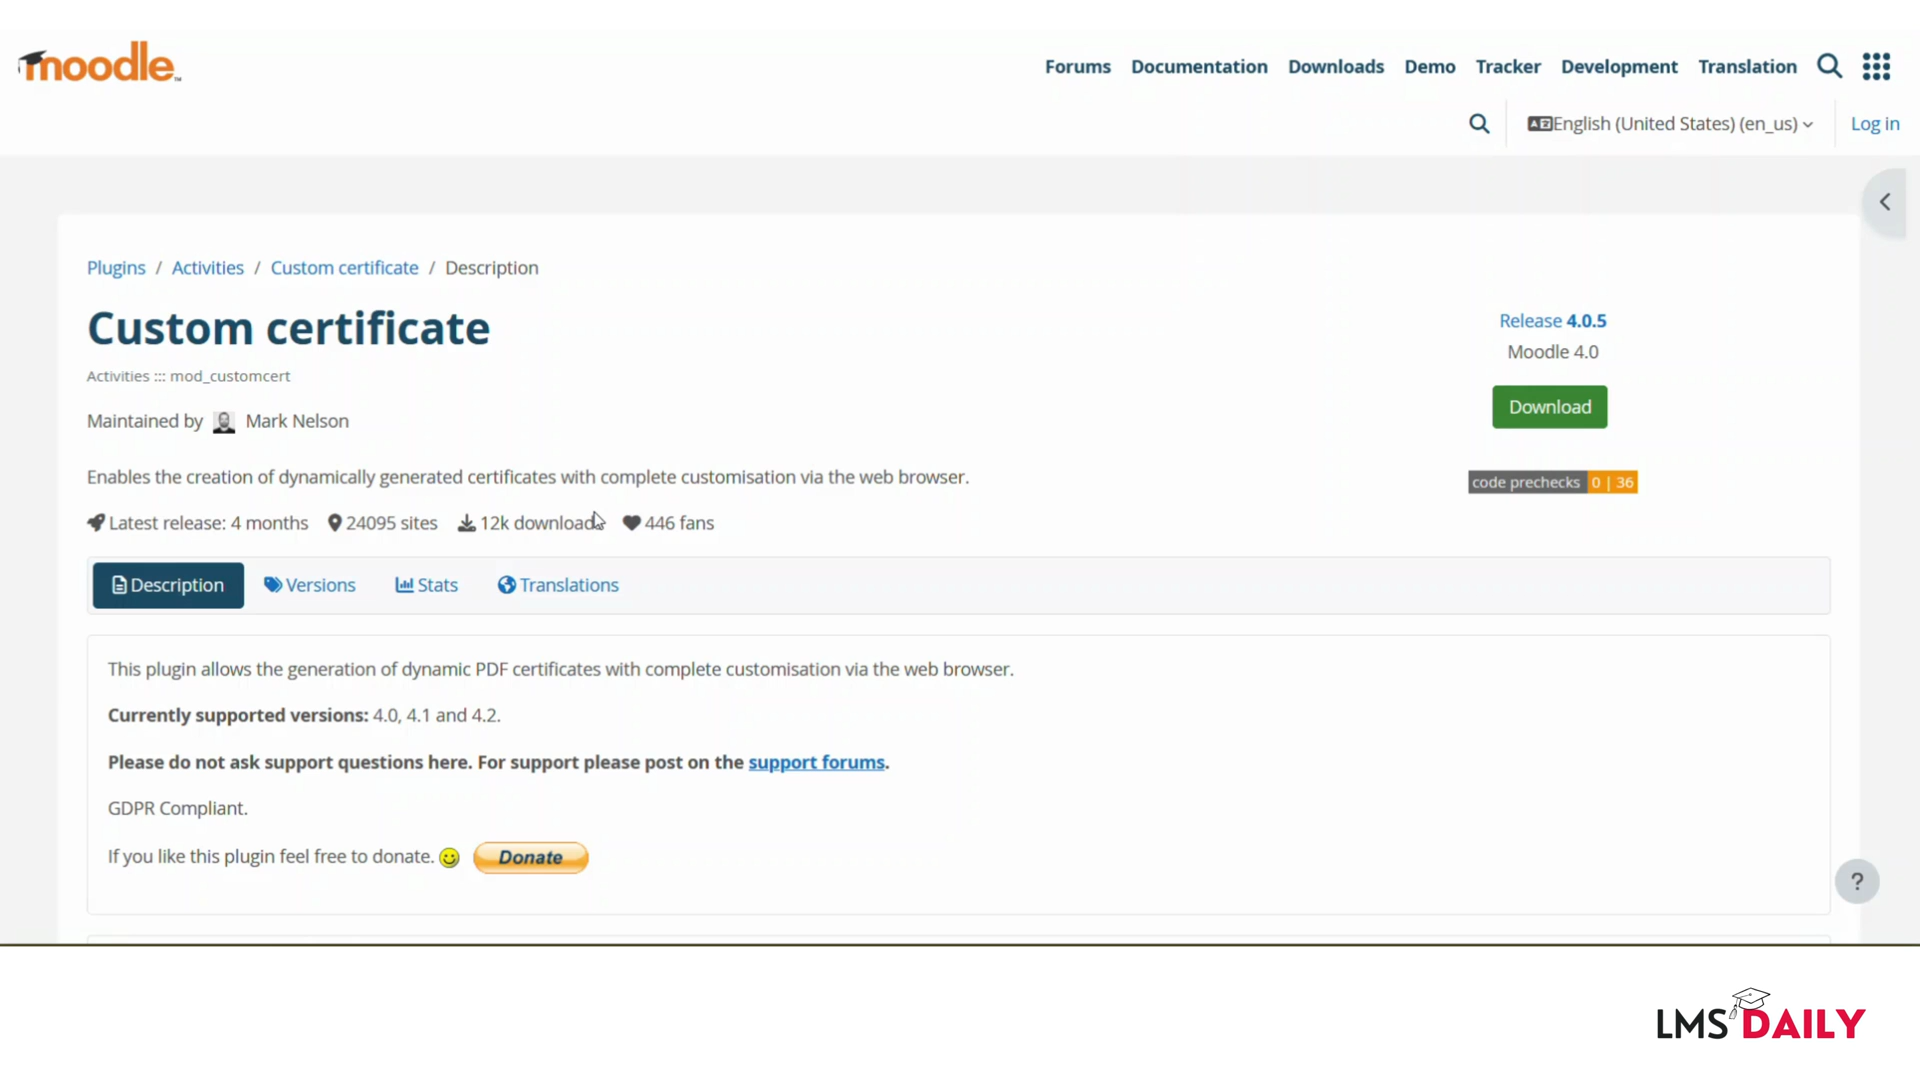 moodle
Forums Documentation Downloads Demo Tracker Development Translation
English (United States) (en_us) Log in
Plugins / Activities / Custom certificate / Description
Custom certificate
Release 4.0.5
Activities ::: mod_customcert
Moodle 4.0
Maintained by Mark Nelson
Download
Enables the creation of dynamically generated certificates with complete customisation via the web browser.
code prechecks 0 | 36
Latest release: 4 months 24095 sites 12k downloads 446 fans
Description Versions Stats Translations
This plugin allows the generation of dynamic PDF certificates with complete customisation via the web browser.
Currently supported versions: 4.0, 4.1 and 4.2.
Please do not ask support questions here. For support please post on the support forums.
GDPR Compliant.
If you like this plugin feel free to donate. Donate
?
LMS DAILY